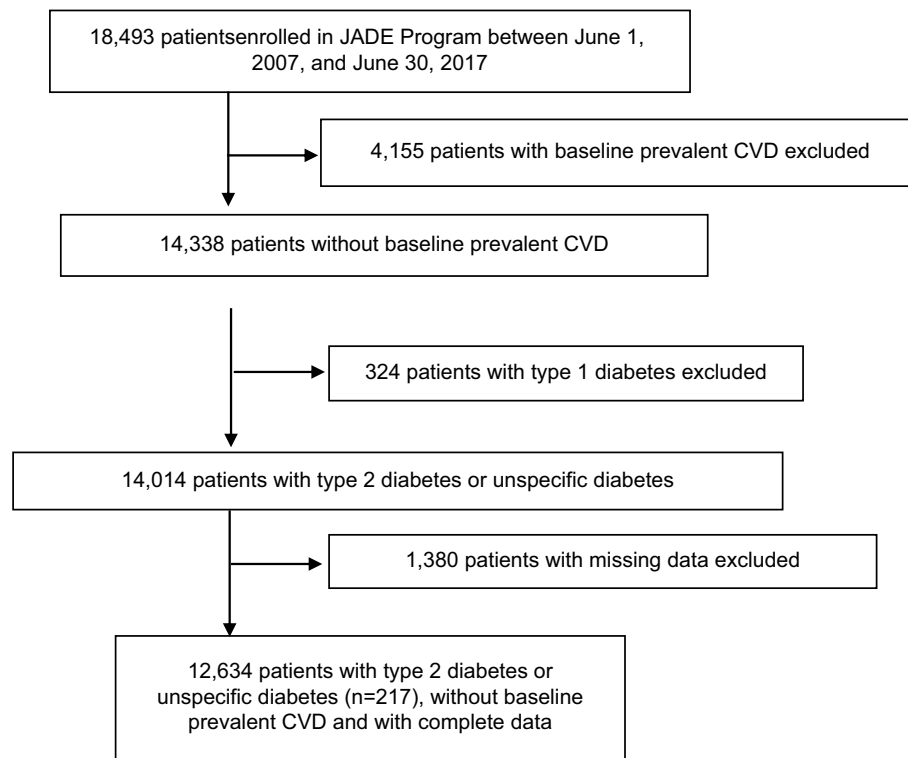 18,493 patientsenrolled in JADE Program between June 1,
2007, and June 30, 2017
4,155 patients with baseline prevalent CVD excluded
14,338 patients without baseline prevalent CVD
324 patients with type 1 diabetes excluded
14,014 patients with type 2 diabetes or unspecific diabetes
1,380 patients with missing data excluded
12,634 patients with type 2 diabetes or
unspecific diabetes (n=217), without baseline
prevalent CVD and with complete data